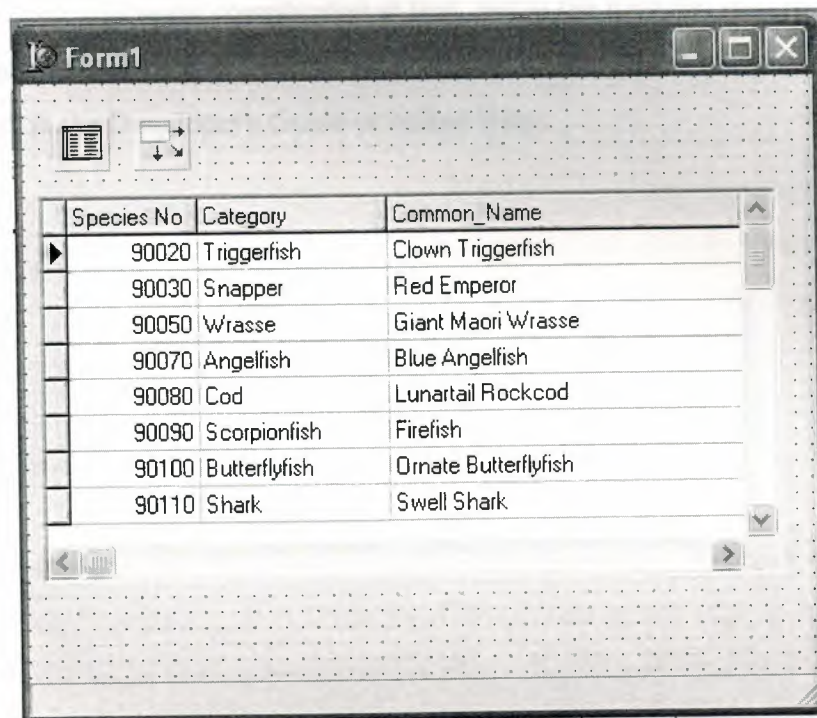 Form1
Species No Category Common_Name
90020 Triggerfish Clown Triggerfish
90030 Snapper Red Emperor
90050 Wrasse Giant Maori Wrasse
90070 Angelfish Blue Angelfish
90080 Cod Lunartail Rockcod
90090 Scorpionfish Firefish
90100 Butterflyfish Ornate Butterflyfish
90110 Shark Swell Shark